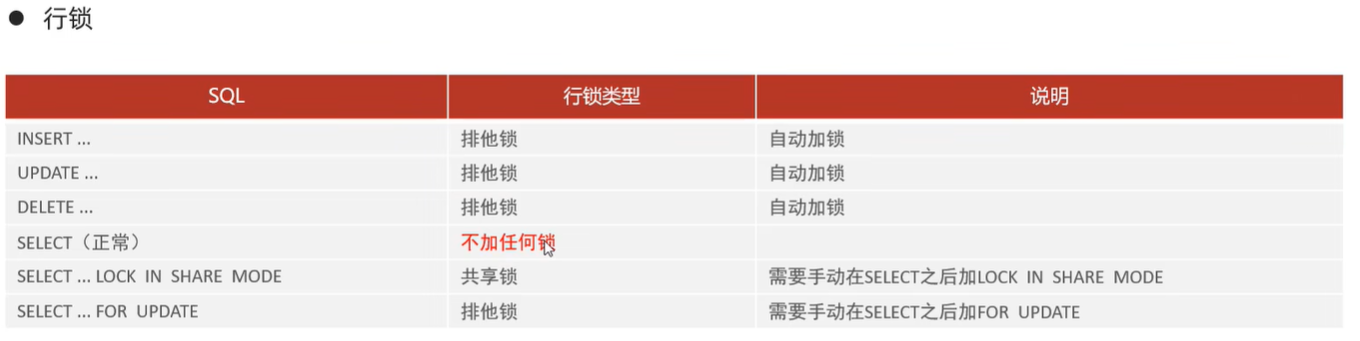 ● 行锁
SQL 行锁类型 说明
INSERT ... 排他锁 自动加锁
UPDATE ... 排他锁 自动加锁
DELETE ... 排他锁 自动加锁
SELECT（正常） 不加任何锁
SELECT ... LOCK IN SHARE MODE 共享锁 需要手动在SELECT之后加LOCK IN SHARE MODE
SELECT ... FOR UPDATE 排他锁 需要手动在SELECT之后加FOR UPDATE